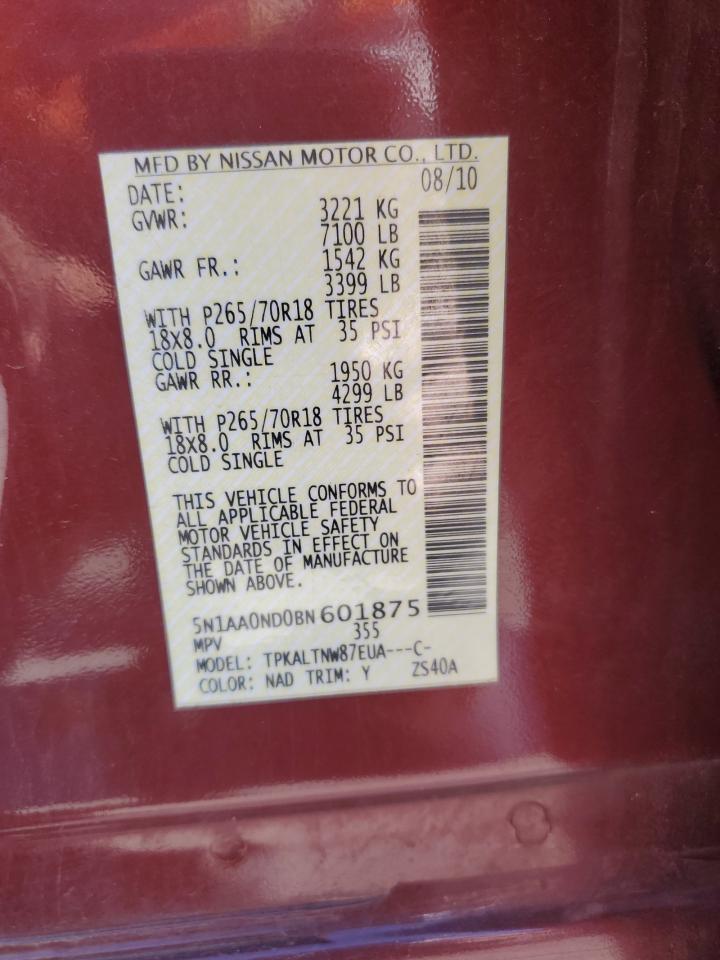 MFD BY NISSAN MOTOR CO., LTD.
DATE: 08/10
GVWR: 3221 KG
7100 LB
GAWR FR.: 1542 KG
3399 LB
WITH P265/70R18 TIRES
18X8.0 RIMS AT 35 PSI
COLD SINGLE
GAWR RR.: 1950 KG
4299 LB
WITH P265/70R18 TIRES
18X8.0 RIMS AT 35 PSI
COLD SINGLE
THIS VEHICLE CONFORMS TO
ALL APPLICABLE FEDERAL
MOTOR VEHICLE SAFETY
STANDARDS IN EFFECT ON
THE DATE OF MANUFACTURE
SHOWN ABOVE.
5N1AA0ND0BN601875
MPV 355
MODEL: TPKALTNW87EUA---C-
COLOR: NAD TRIM: Y ZS40A